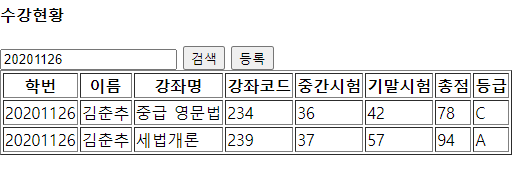 수강현황
20201126 검색 등록
학번 이름 강좌명 강좌코드 중간시험 기말시험 총점 등급
20201126 김춘추 중급 영문법 234 36 42 78 C
20201126 김춘추 세법개론 239 37 57 94 A